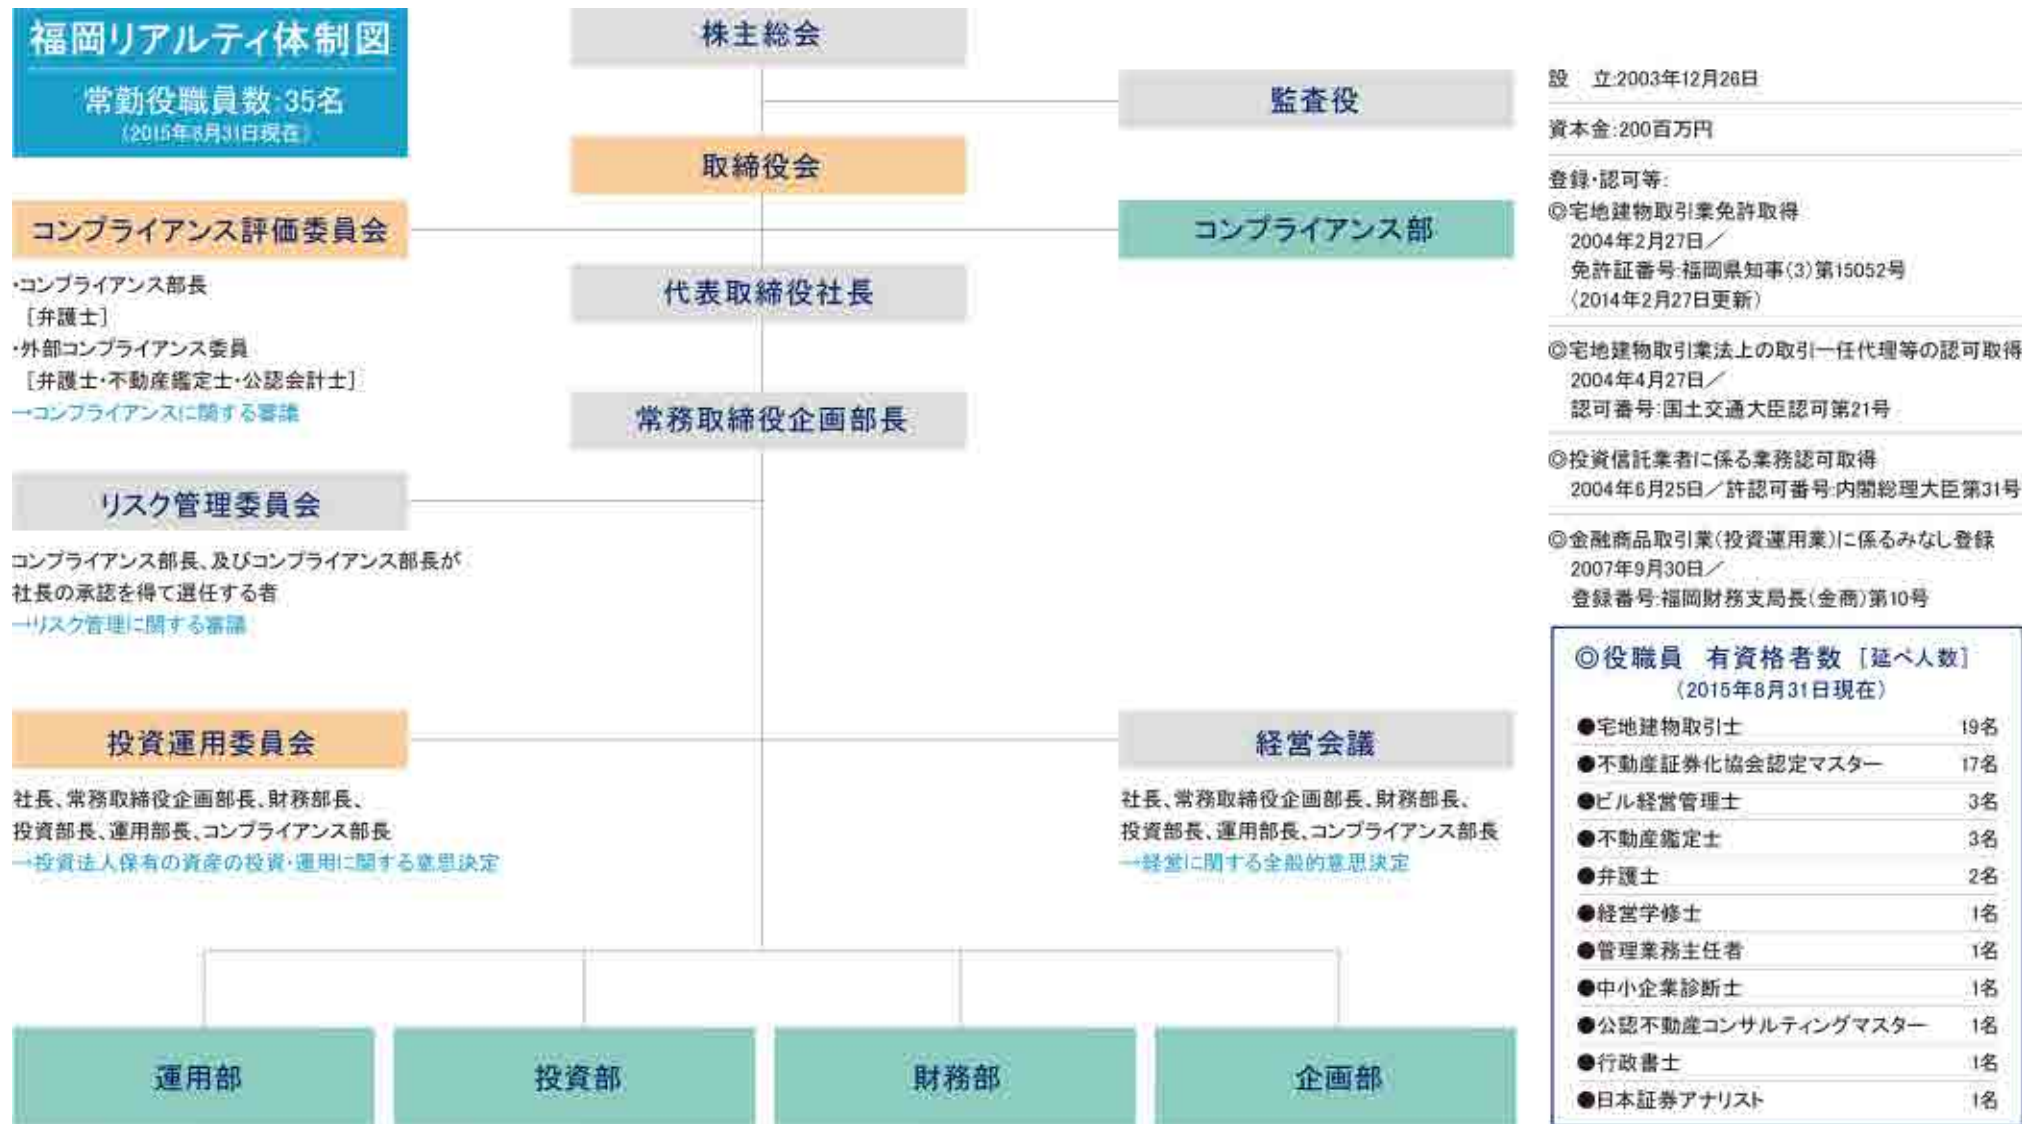 福岡リアルティ体制図
常勤役職員数:35名
(2015年8月31日現在)
株主総会
監査役
取締役会
コンプライアンス評価委員会
コンプライアンス部
・コンプライアンス部長
[弁護士]
・外部コンプライアンス委員
[弁護士・不動産鑑定士・公認会計士]
→コンプライアンスに関する審議
代表取締役社長
常務取締役企画部長
リスク管理委員会
コンプライアンス部長、及びコンプライアンス部長が
社長の承認を得て選任する者
→リスク管理に関する審議
投資運用委員会
社長、常務取締役企画部長、財務部長、
投資部長、運用部長、コンプライアンス部長
→投資法人保有の資産の投資・運用に関する意思決定
経営会議
社長、常務取締役企画部長、財務部長、
投資部長、運用部長、コンプライアンス部長
→経営に関する全般的意思決定
運用部
投資部
財務部
企画部
設 立:2003年12月26日
資本金:200百万円
登録・認可等:
◎宅地建物取引業免許取得
2004年2月27日／
免許証番号:福岡県知事(3)第15052号
(2014年2月27日更新)
◎宅地建物取引業法上の取引一任代理等の認可取得
2004年4月27日／
認可番号:国土交通大臣認可第21号
◎投資信託業者に係る業務認可取得
2004年6月25日／許認可番号:内閣総理大臣第31号
◎金融商品取引業(投資運用業)に係るみなし登録
2007年9月30日／
登録番号:福岡財務支局長(金商)第10号
◎役職員 有資格者数 [延べ人数]
(2015年8月31日現在)
●宅地建物取引士 19名
●不動産証券化協会認定マスター 17名
●ビル経営管理士 3名
●不動産鑑定士 3名
●弁護士 2名
●経営学修士 1名
●管理業務主任者 1名
●中小企業診断士 1名
●公認不動産コンサルティングマスター 1名
●行政書士 1名
●日本証券アナリスト 1名